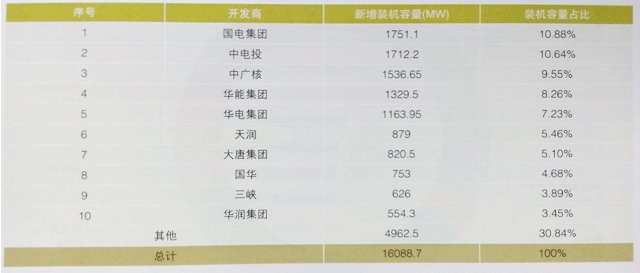 序号 开发商 新增装机容量(MW) 装机容量占比
1 国电集团 1751.1 10.88%
2 中电投 1712.2 10.64%
3 中广核 1536.65 9.55%
4 华能集团 1329.5 8.26%
5 华电集团 1163.95 7.23%
6 天润 879 5.46%
7 大唐集团 820.5 5.10%
8 国华 753 4.68%
9 三峡 626 3.89%
10 华润集团 554.3 3.45%
其他 4962.5 30.84%
总计 16088.7 100%